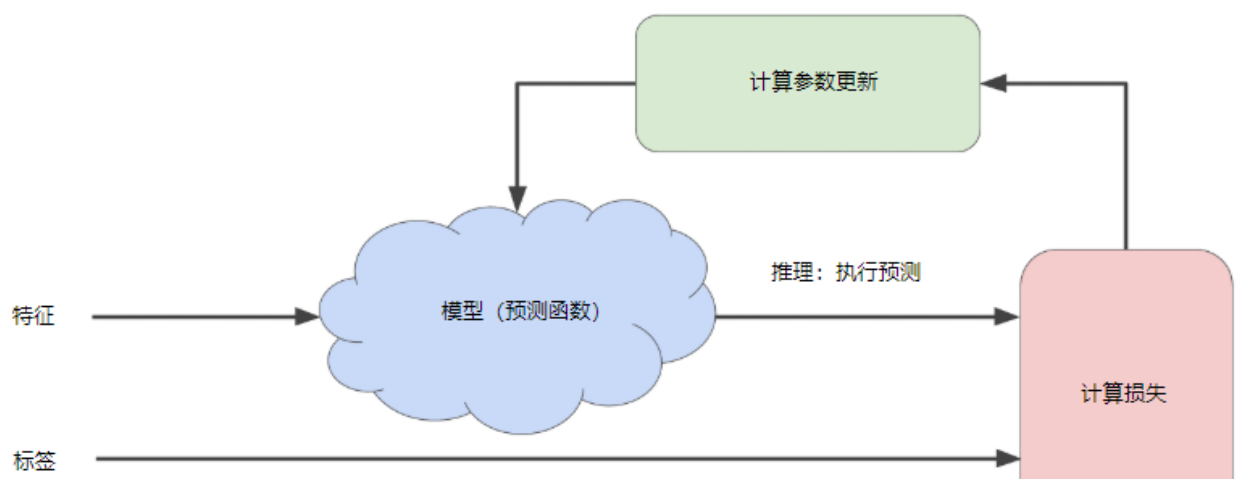 计算参数更新
推理：执行预测
特征
模型（预测函数）
计算损失
标签